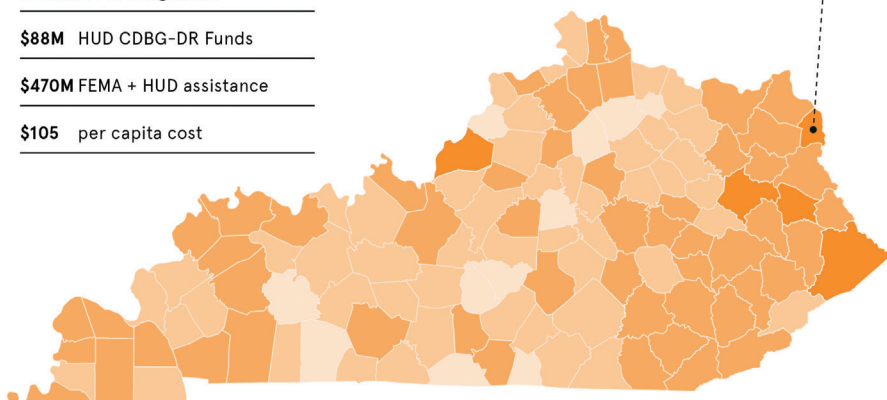 $88M HUD CDBG-DR Funds
$470M FEMA + HUD assistance
$105 per capita cost